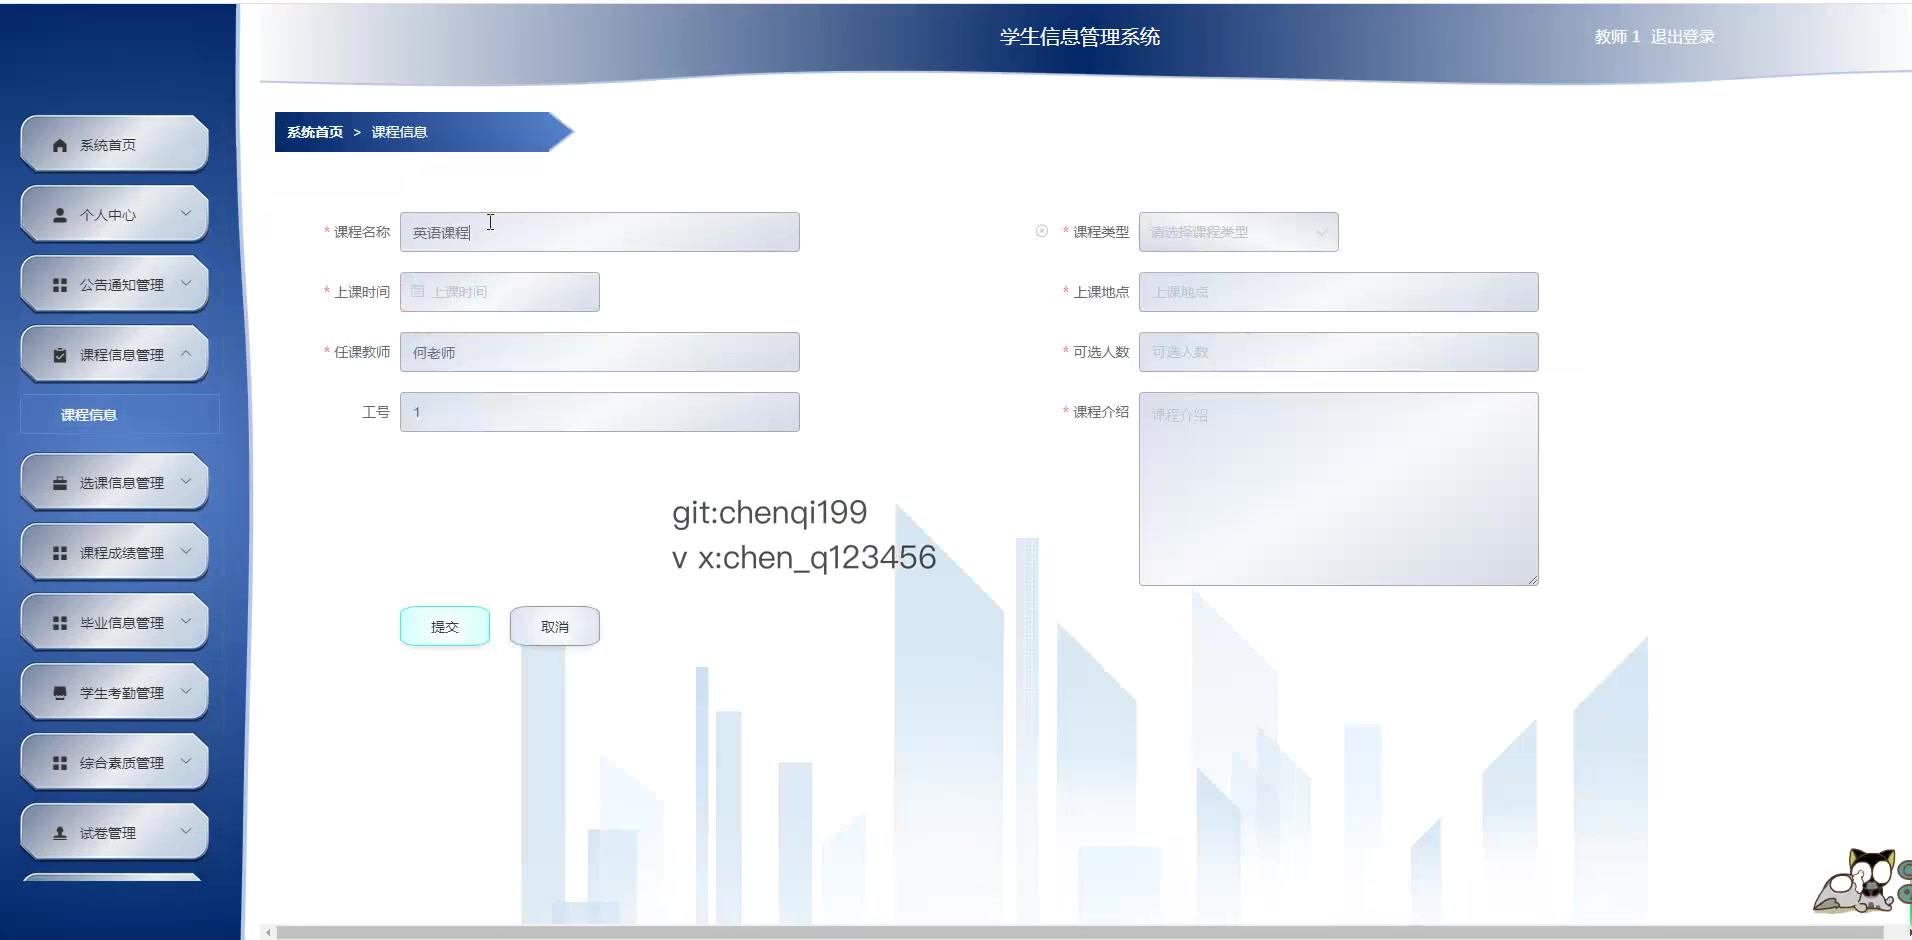 学生信息管理系统
教师 1 退出登录
系统首页 > 课程信息
系统首页
个人中心
公告通知管理
课程信息管理
课程信息
选课信息管理
课程成绩管理
毕业信息管理
学生考勤管理
综合素质管理
试卷管理
* 课程名称 英语课程
* 课程类型 请选择课程类型
* 上课时间 上课时间
* 上课地点 上课地点
* 任课教师 何老师
* 可选人数 可选人数
工号 1
* 课程介绍 课程介绍
git:chenqi199
v x:chen_q123456
提交 取消